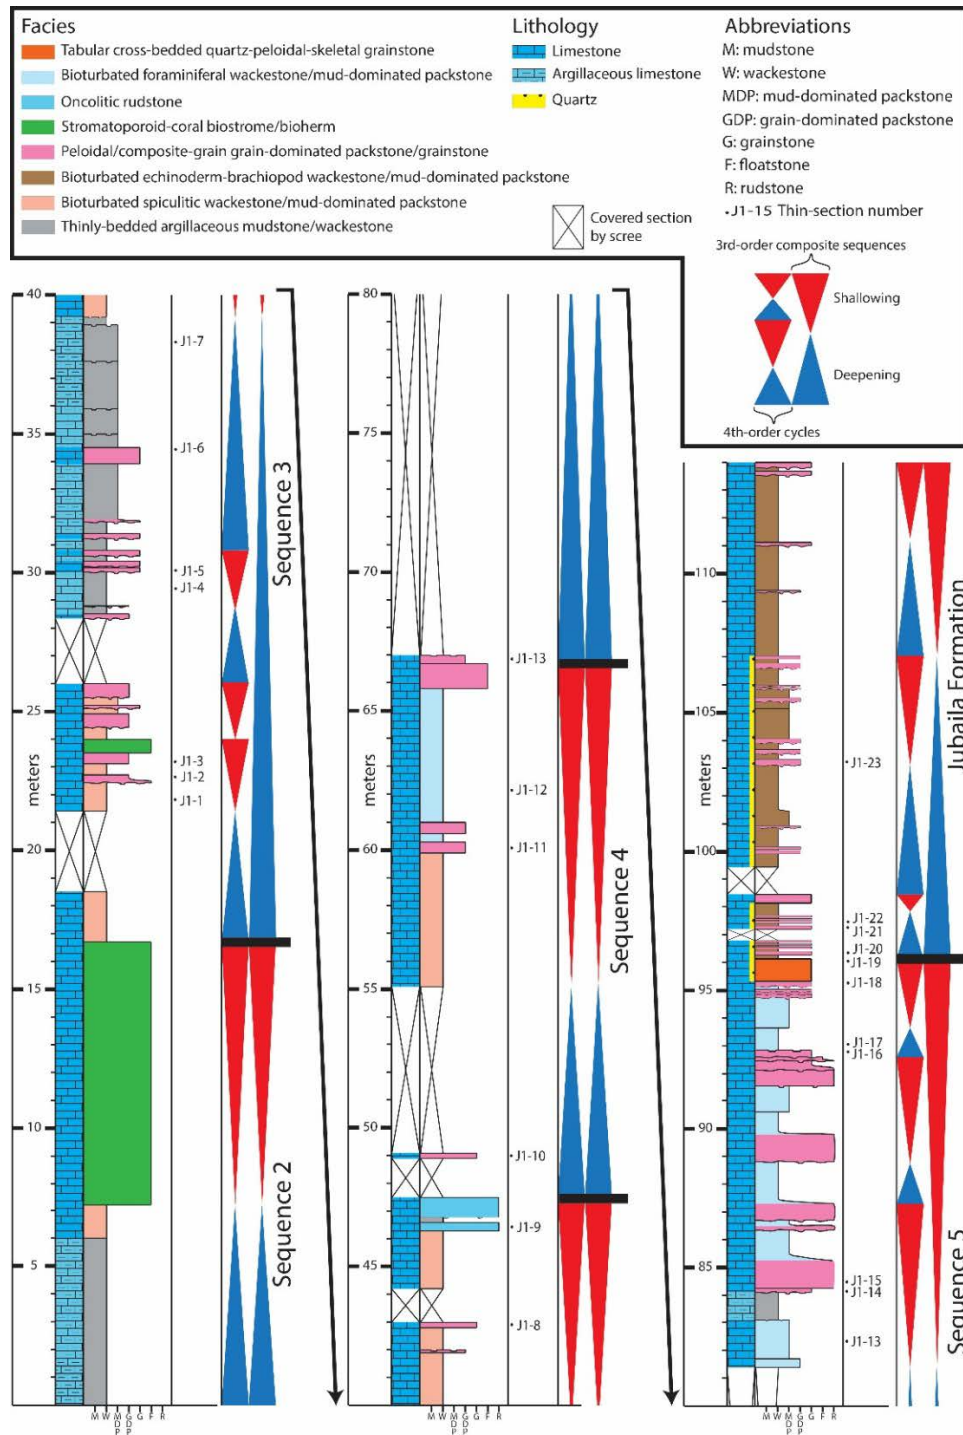 Facies
Tabular cross-bedded quartz-peloidal-skeletal grainstone
Bioturbated foraminiferal wackestone/mud-dominated packstone
Oncolitic rudstone
Stromatoporoid-coral biostrome/bioherm
Peloidal/composite-grain grain-dominated packstone/grainstone
Bioturbated echinoderm-brachiopod wackestone/mud-dominated packstone
Bioturbated spiculitic wackestone/mud-dominated packstone
Thinly-bedded argillaceous mudstone/wackestone
Lithology
Limestone
Argillaceous limestone
Quartz
Covered section
by scree
Abbreviations
M: mudstone
W: wackestone
MDP: mud-dominated packstone
GDP: grain-dominated packstone
G: grainstone
F: floatstone
R: rudstone
•J1-15 Thin-section number
3rd-order composite sequences
Shallowing
Deepening
4th-order cycles
40
J1-7
35
J1-6
30
J1-5
J1-4
25
meters
J1-3
J1-2
J1-1
20
15
10
5
Sequence 3
Sequence 2
M W MDP GDP G F R
80
75
70
J1-13
65
meters
J1-12
60
J1-11
55
50
J1-10
J1-9
45
J1-8
Sequence 4
M W MDP GDP G F R
110
105
meters
J1-23
100
J1-22
J1-21
J1-20
J1-19
95
J1-18
J1-17
J1-16
90
85
J1-15
J1-14
J1-13
Jubaila Formation
Sequence 5
M W MDP GDP G F R